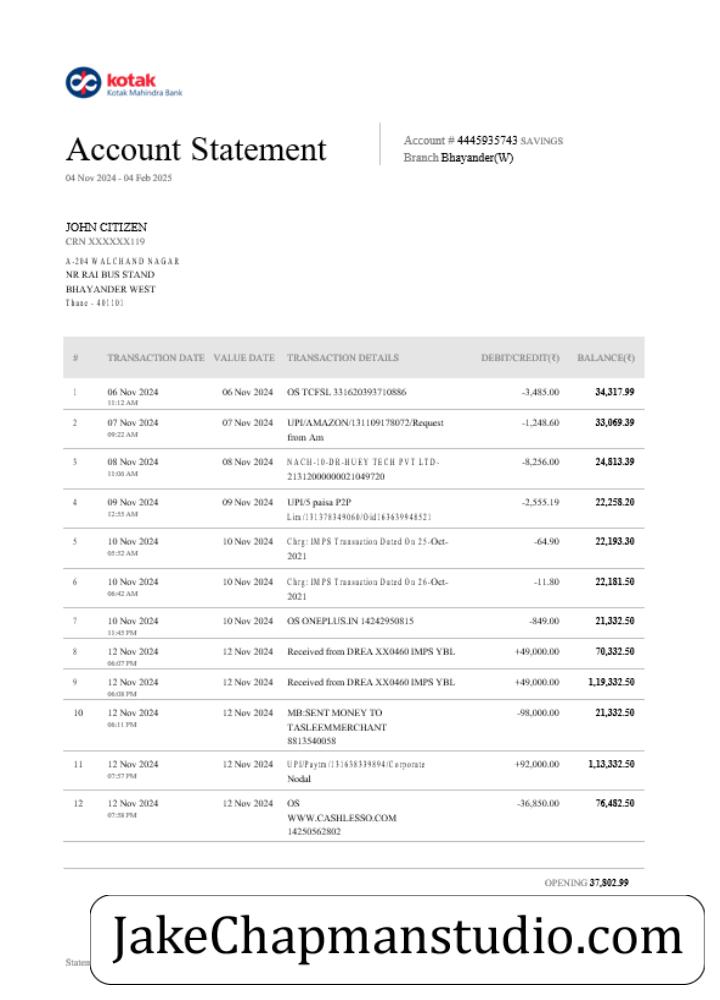 kotak
Kotak Mahindra Bank
Account Statement
04 Nov 2024 - 04 Feb 2025
Account # 4445935743 SAVINGS
Branch Bhayander(W)
JOHN CITIZEN
CRN XXXXXX119
A-204 WALCHAND NAGAR
NR RAI BUS STAND
BHAYANDER WEST
Thane - 401101
# TRANSACTION DATE VALUE DATE TRANSACTION DETAILS DEBIT/CREDIT(₹) BALANCE(₹)
1 06 Nov 2024 06 Nov 2024 OS TCFSL 331620393710886 -3,485.00 34,317.99
11:12 AM
2 07 Nov 2024 07 Nov 2024 UPI/AMAZON/131109178072/Request -1,248.60 33,069.39
09:22 AM from Am
3 08 Nov 2024 08 Nov 2024 NACH-10-DR-HUEY TECH PVT LTD- -8,256.00 24,813.39
11:06 AM 21312000000021049720
4 09 Nov 2024 09 Nov 2024 UPI/5 paisa P2P -2,555.19 22,258.20
12:55 AM Lim/131378349060/Oid163639948521
5 10 Nov 2024 10 Nov 2024 Chrg: IMPS Transaction Dated On 25-Oct- -64.90 22,193.30
05:52 AM 2021
6 10 Nov 2024 10 Nov 2024 Chrg: IMPS Transaction Dated On 26-Oct- -11.80 22,181.50
06:42 AM 2021
7 10 Nov 2024 10 Nov 2024 OS ONEPLUS.IN 14242950815 -849.00 21,332.50
11:45 PM
8 12 Nov 2024 12 Nov 2024 Received from DREA XX0460 IMPS YBL +49,000.00 70,332.50
06:07 PM
9 12 Nov 2024 12 Nov 2024 Received from DREA XX0460 IMPS YBL +49,000.00 1,19,332.50
06:08 PM
10 12 Nov 2024 12 Nov 2024 MB:SENT MONEY TO -98,000.00 21,332.50
06:11 PM TASLEEMMERCHANT
8813540058
11 12 Nov 2024 12 Nov 2024 UPI/Paytm/131638339894/Corporate +92,000.00 1,13,332.50
07:57 PM Nodal
12 12 Nov 2024 12 Nov 2024 OS -36,850.00 76,482.50
07:58 PM WWW.CASHLESSO.COM
14250562802
OPENING 37,802.99
JakeChapmanstudio.com